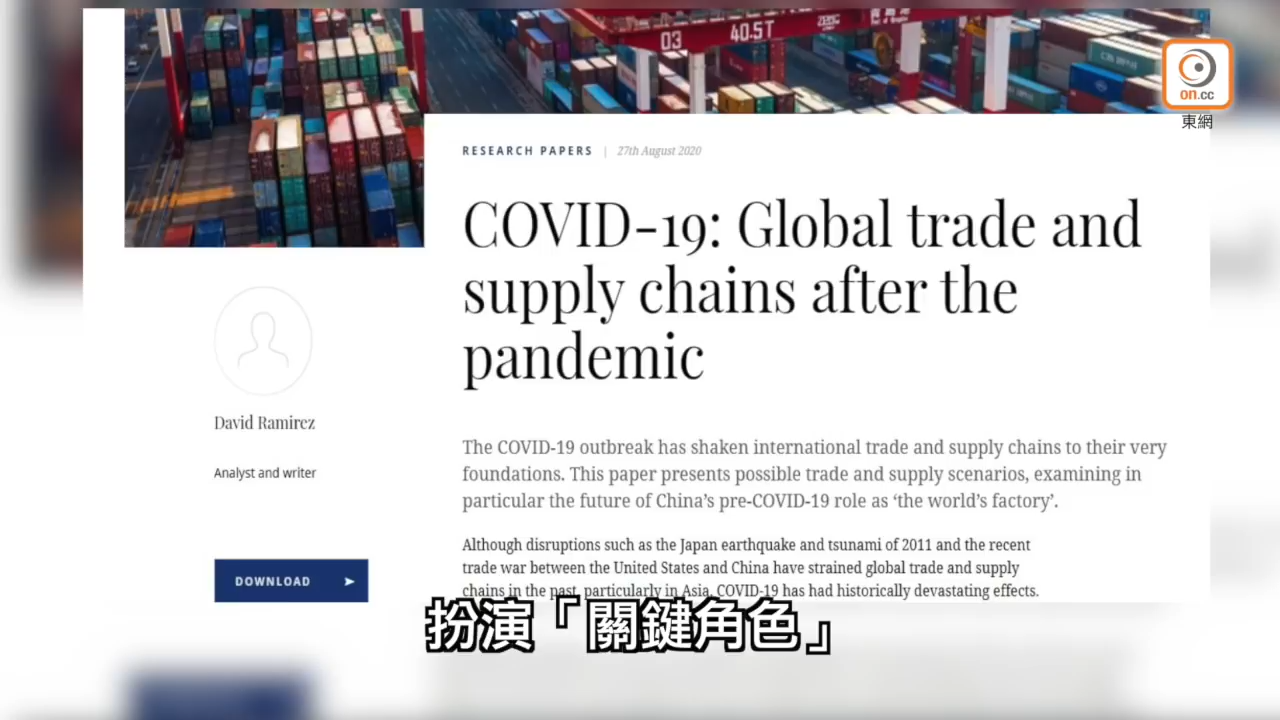 03
40.5T
on.cc
東網
RESEARCH PAPERS | 27th August 2020
COVID-19: Global trade and
supply chains after the
pandemic
David Ramirez
Analyst and writer
The COVID-19 outbreak has shaken international trade and supply chains to their very
foundations. This paper presents possible trade and supply scenarios, examining in
particular the future of China's pre-COVID-19 role as 'the world's factory'.
Although disruptions such as the Japan earthquake and tsunami of 2011 and the recent
trade war between the United States and China have strained global trade and supply
chains in the past, particularly in Asia, COVID-19 has had historically devastating effects.
DOWNLOAD
扮演「關鍵角色」